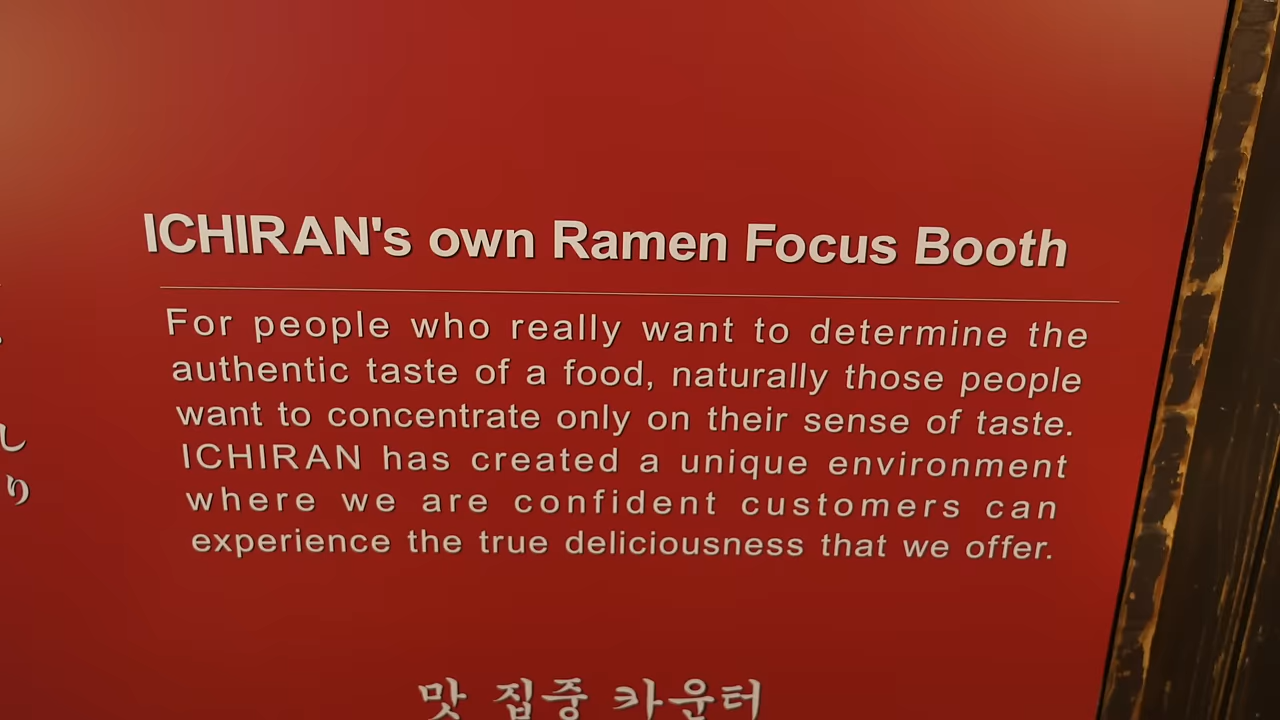 ICHIRAN's own Ramen Focus Booth
For people who really want to determine the
authentic taste of a food, naturally those people
want to concentrate only on their sense of taste.
ICHIRAN has created a unique environment
where we are confident customers can
experience the true deliciousness that we offer.
し
り
맛 집중 카운터